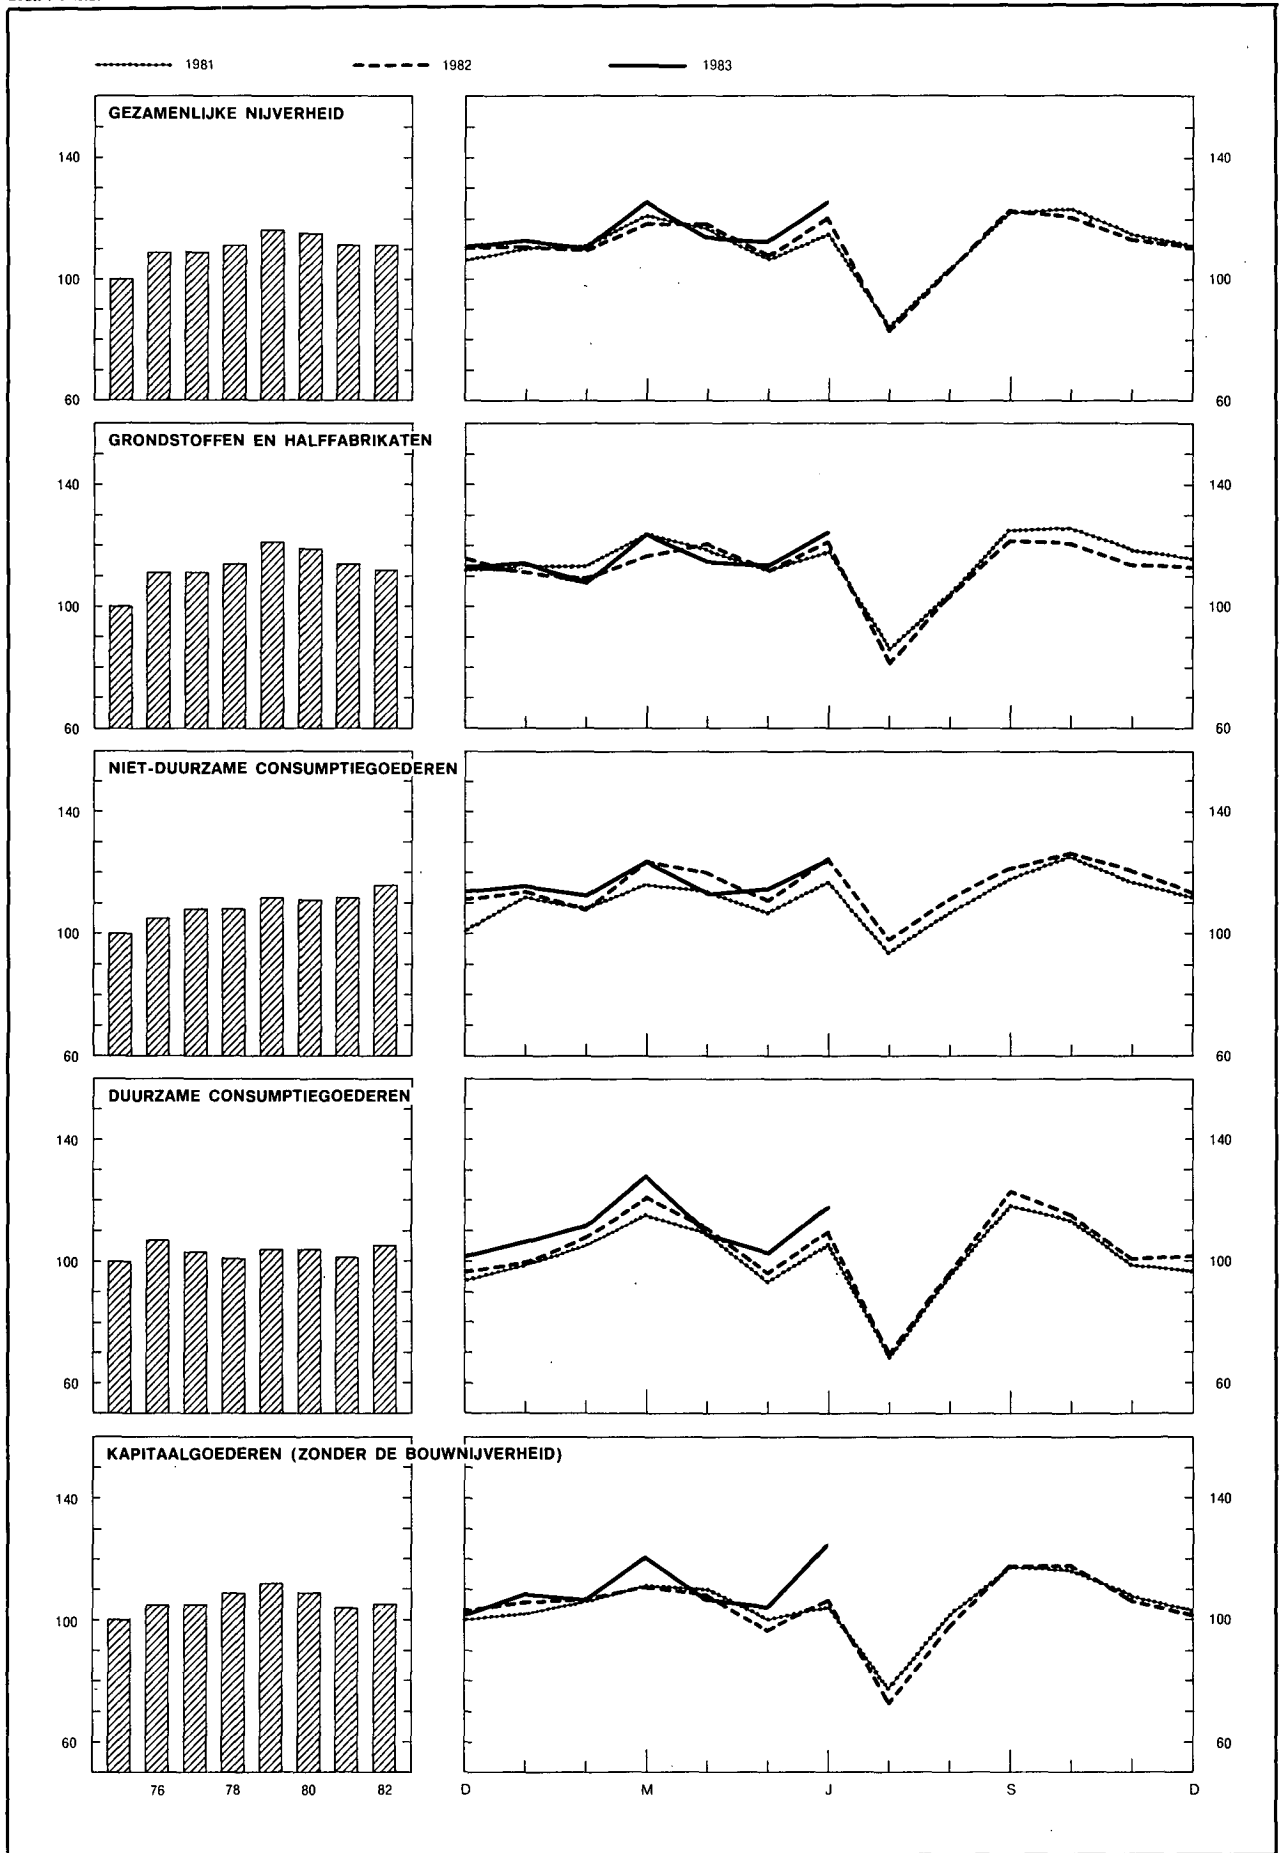 1981 1982 1983
GEZAMENLIJKE NIJVERHEID
140 140
100 100
60 60
GRONDSTOFFEN EN HALFFABRIKATEN
140 140
100 100
60 60
NIET-DUURZAME CONSUMPTIEGOEDEREN
140 140
100 100
60 60
DUURZAME CONSUMPTIEGOEDEREN
140 140
100 100
60 60
KAPITAALGOEDEREN (ZONDER DE BOUWNIJVERHEID)
140 140
100 100
60 60
76 78 80 82 D M J S D